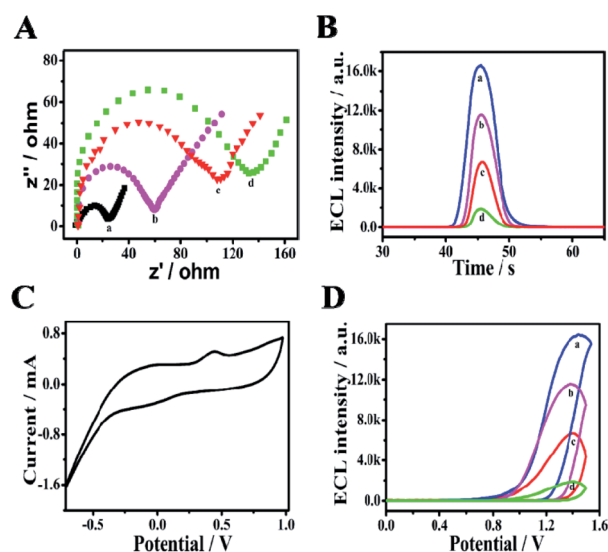 A
z'' / ohm
80
60
40
20
0
a
b
c
d
0
40
80
120
160
z' / ohm
B
ECL intensity / a.u.
16.0k
12.0k
8.0k
4.0k
0.0
a
b
c
d
30
40
50
60
Time / s
C
Current / mA
0.8
0.0
-0.8
-1.6
-0.5
0.0
0.5
1.0
Potential / V
D
ECL intensity / a.u.
16.0k
12.0k
8.0k
4.0k
0.0
a
b
c
d
0.0
0.4
0.8
1.2
1.6
Potential / V